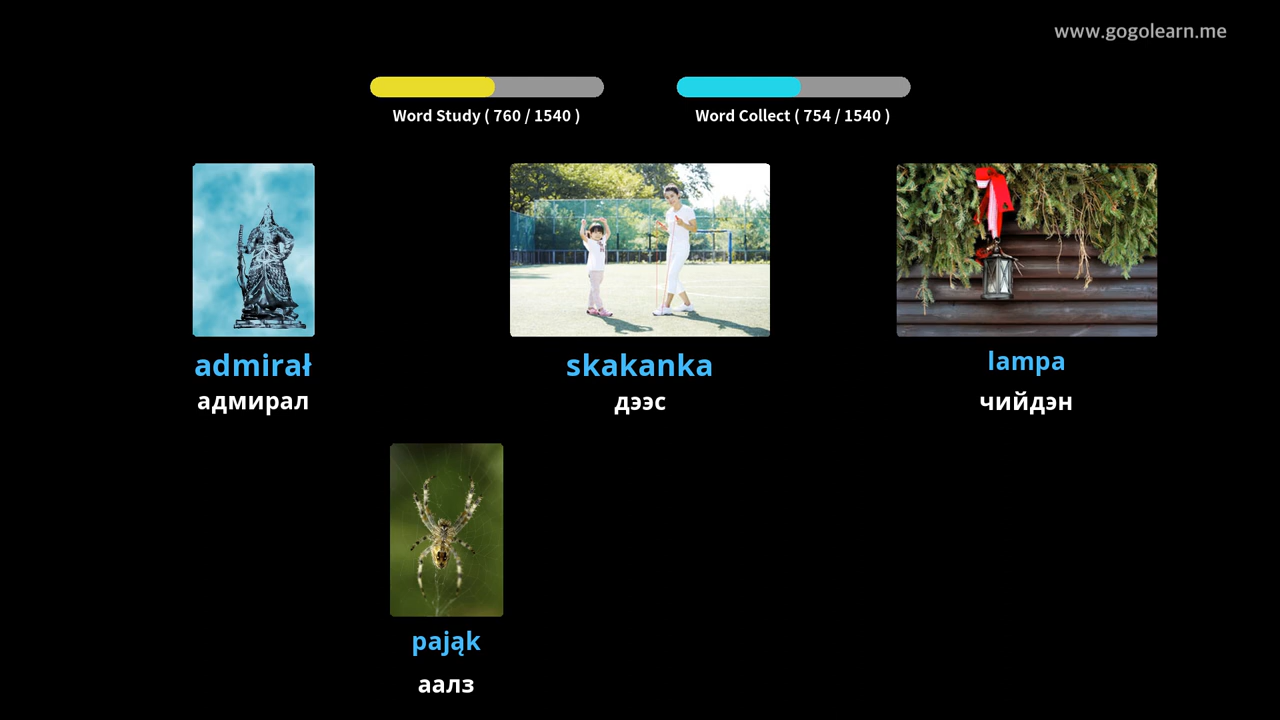 www.gogolearn.me
Word Study ( 760 / 1540 )
Word Collect ( 754 / 1540 )
admirał
адмирал
skakanka
дээс
lampa
чийдэн
pająk
аалз